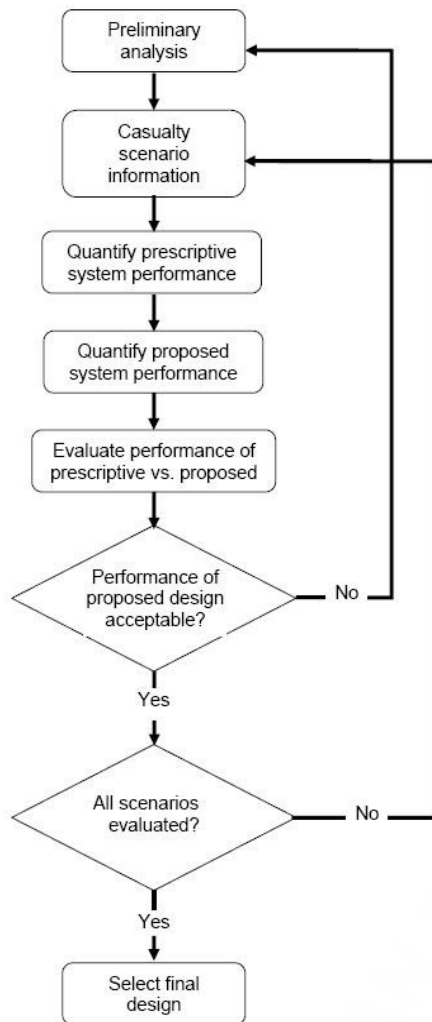 Preliminary
analysis
Casualty
scenario
information
Quantify prescriptive
system performance
Quantify proposed
system performance
Evaluate performance of
prescriptive vs. proposed
Performance of
proposed design
acceptable?
No
Yes
All scenarios
evaluated?
No
Yes
Select final
design